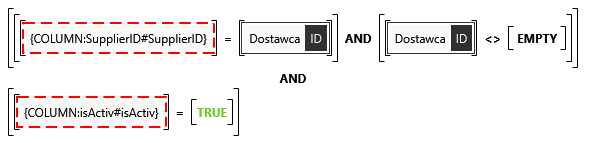 {COLUMN:SupplierID#SupplierID} = Dostawca ID AND Dostawca ID <> EMPTY
AND
{COLUMN:isActiv#isActiv} = TRUE